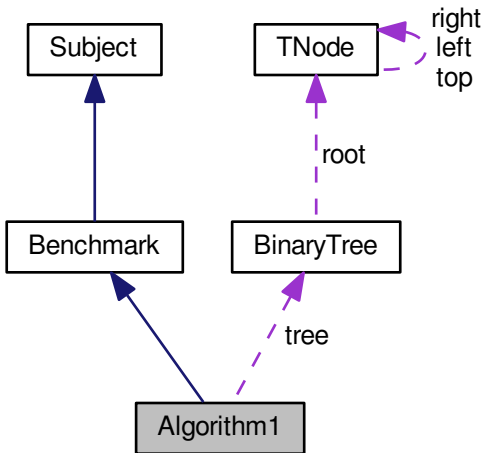 Subject
TNode
right
left
top
root
Benchmark
BinaryTree
tree
Algorithm1